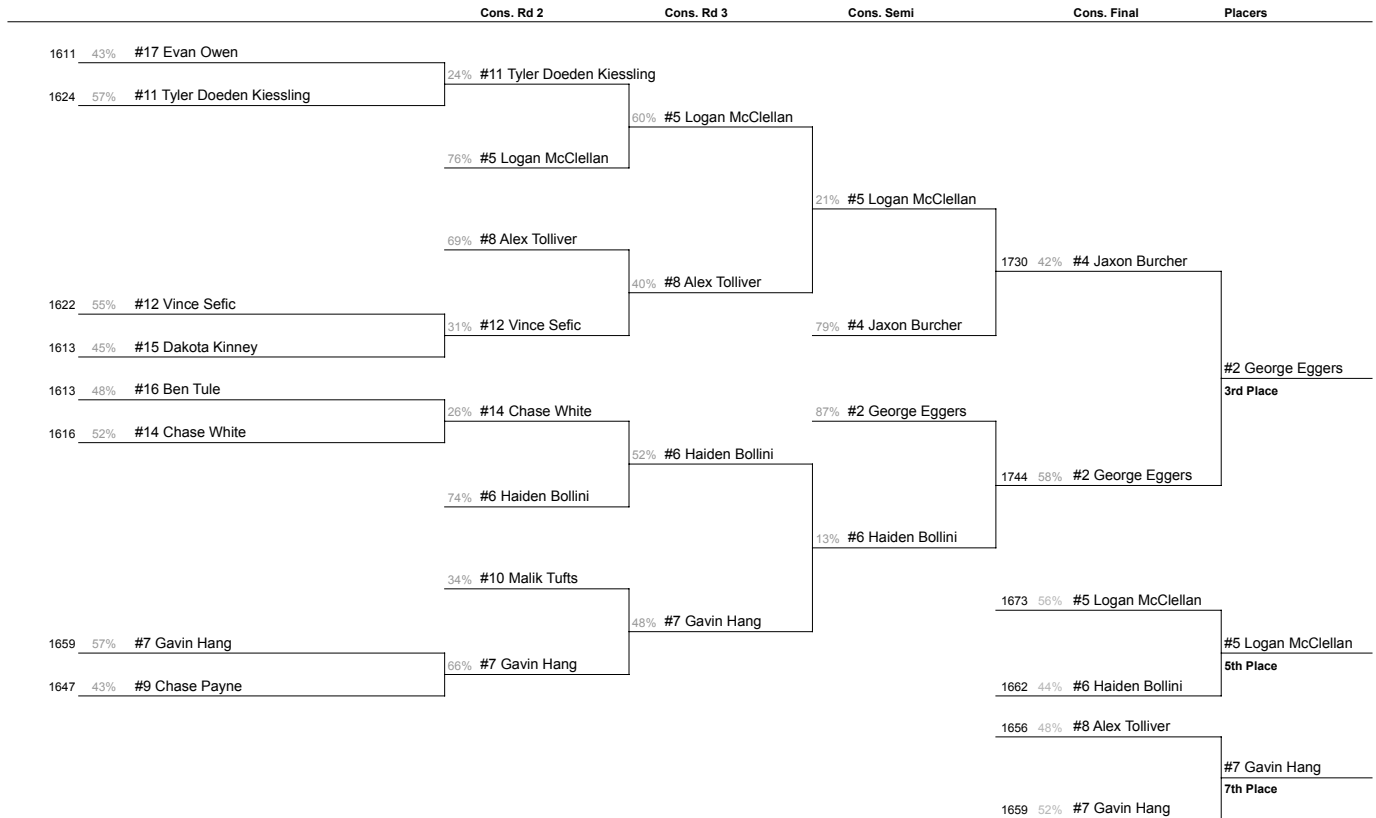 Cons. Rd 2 Cons. Rd 3 Cons. Semi Cons. Final Placers
1611 43% #17 Evan Owen
24% #11 Tyler Doeden Kiessling
1624 57% #11 Tyler Doeden Kiessling
60% #5 Logan McClellan
76% #5 Logan McClellan
21% #5 Logan McClellan
69% #8 Alex Tolliver
1730 42% #4 Jaxon Burcher
40% #8 Alex Tolliver
1622 55% #12 Vince Sefic
31% #12 Vince Sefic 79% #4 Jaxon Burcher
1613 45% #15 Dakota Kinney
#2 George Eggers
1613 48% #16 Ben Tule
3rd Place
26% #14 Chase White 87% #2 George Eggers
1616 52% #14 Chase White
52% #6 Haiden Bollini
1744 58% #2 George Eggers
74% #6 Haiden Bollini
13% #6 Haiden Bollini
34% #10 Malik Tufts
1673 56% #5 Logan McClellan
48% #7 Gavin Hang
1659 57% #7 Gavin Hang #5 Logan McClellan
66% #7 Gavin Hang 5th Place
1647 43% #9 Chase Payne 1662 44% #6 Haiden Bollini
1656 48% #8 Alex Tolliver
#7 Gavin Hang
7th Place
1659 52% #7 Gavin Hang